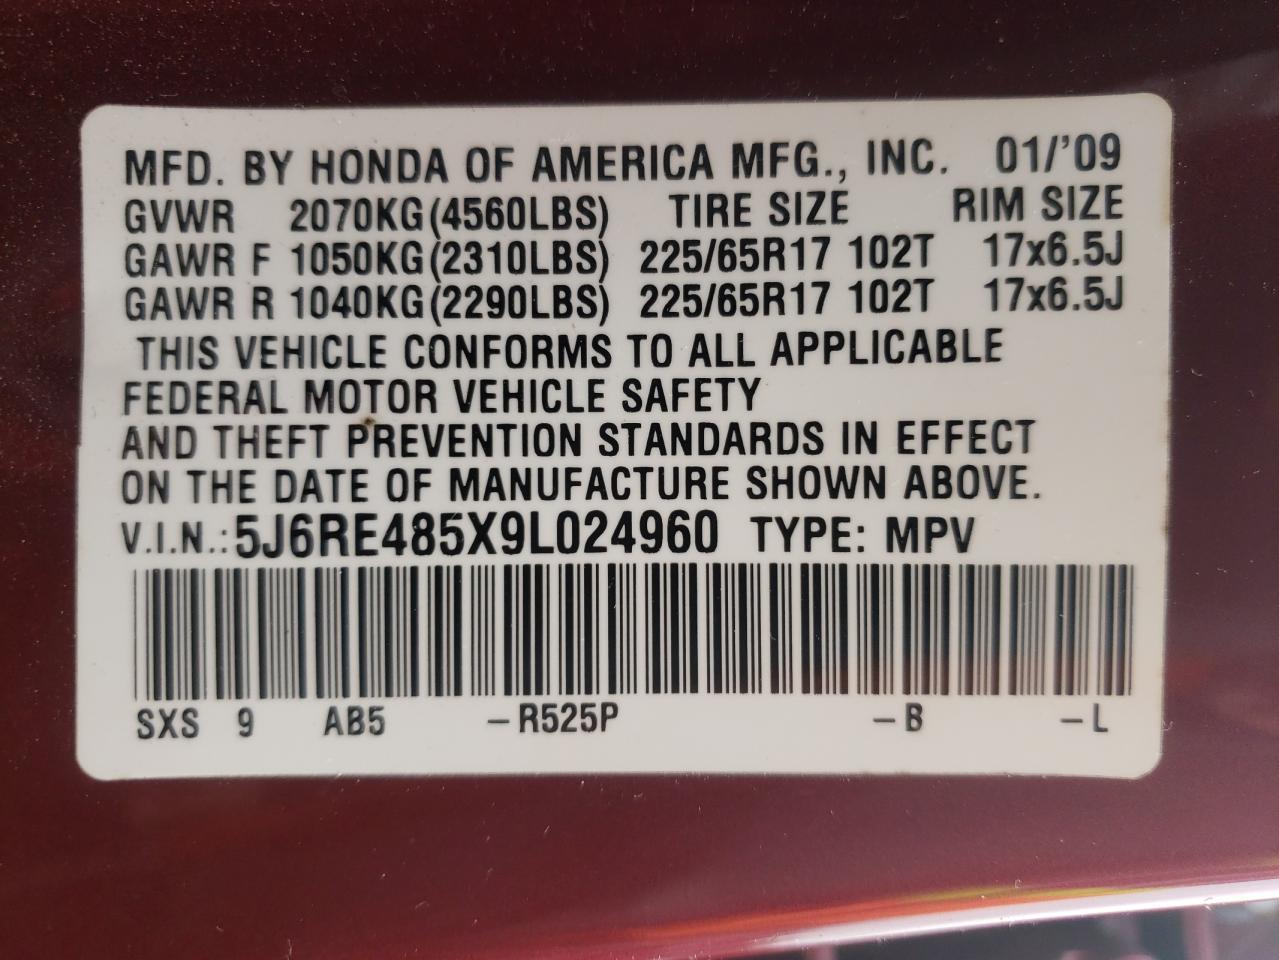 MFD. BY HONDA OF AMERICA MFG., INC. 01/'09
GVWR 2070KG(4560LBS) TIRE SIZE RIM SIZE
GAWR F 1050KG(2310LBS) 225/65R17 102T 17x6.5J
GAWR R 1040KG(2290LBS) 225/65R17 102T 17x6.5J
THIS VEHICLE CONFORMS TO ALL APPLICABLE
FEDERAL MOTOR VEHICLE SAFETY
AND THEFT PREVENTION STANDARDS IN EFFECT
ON THE DATE OF MANUFACTURE SHOWN ABOVE.
V.I.N.:5J6RE485X9L024960 TYPE: MPV
SXS 9 AB5 -R525P -B -L